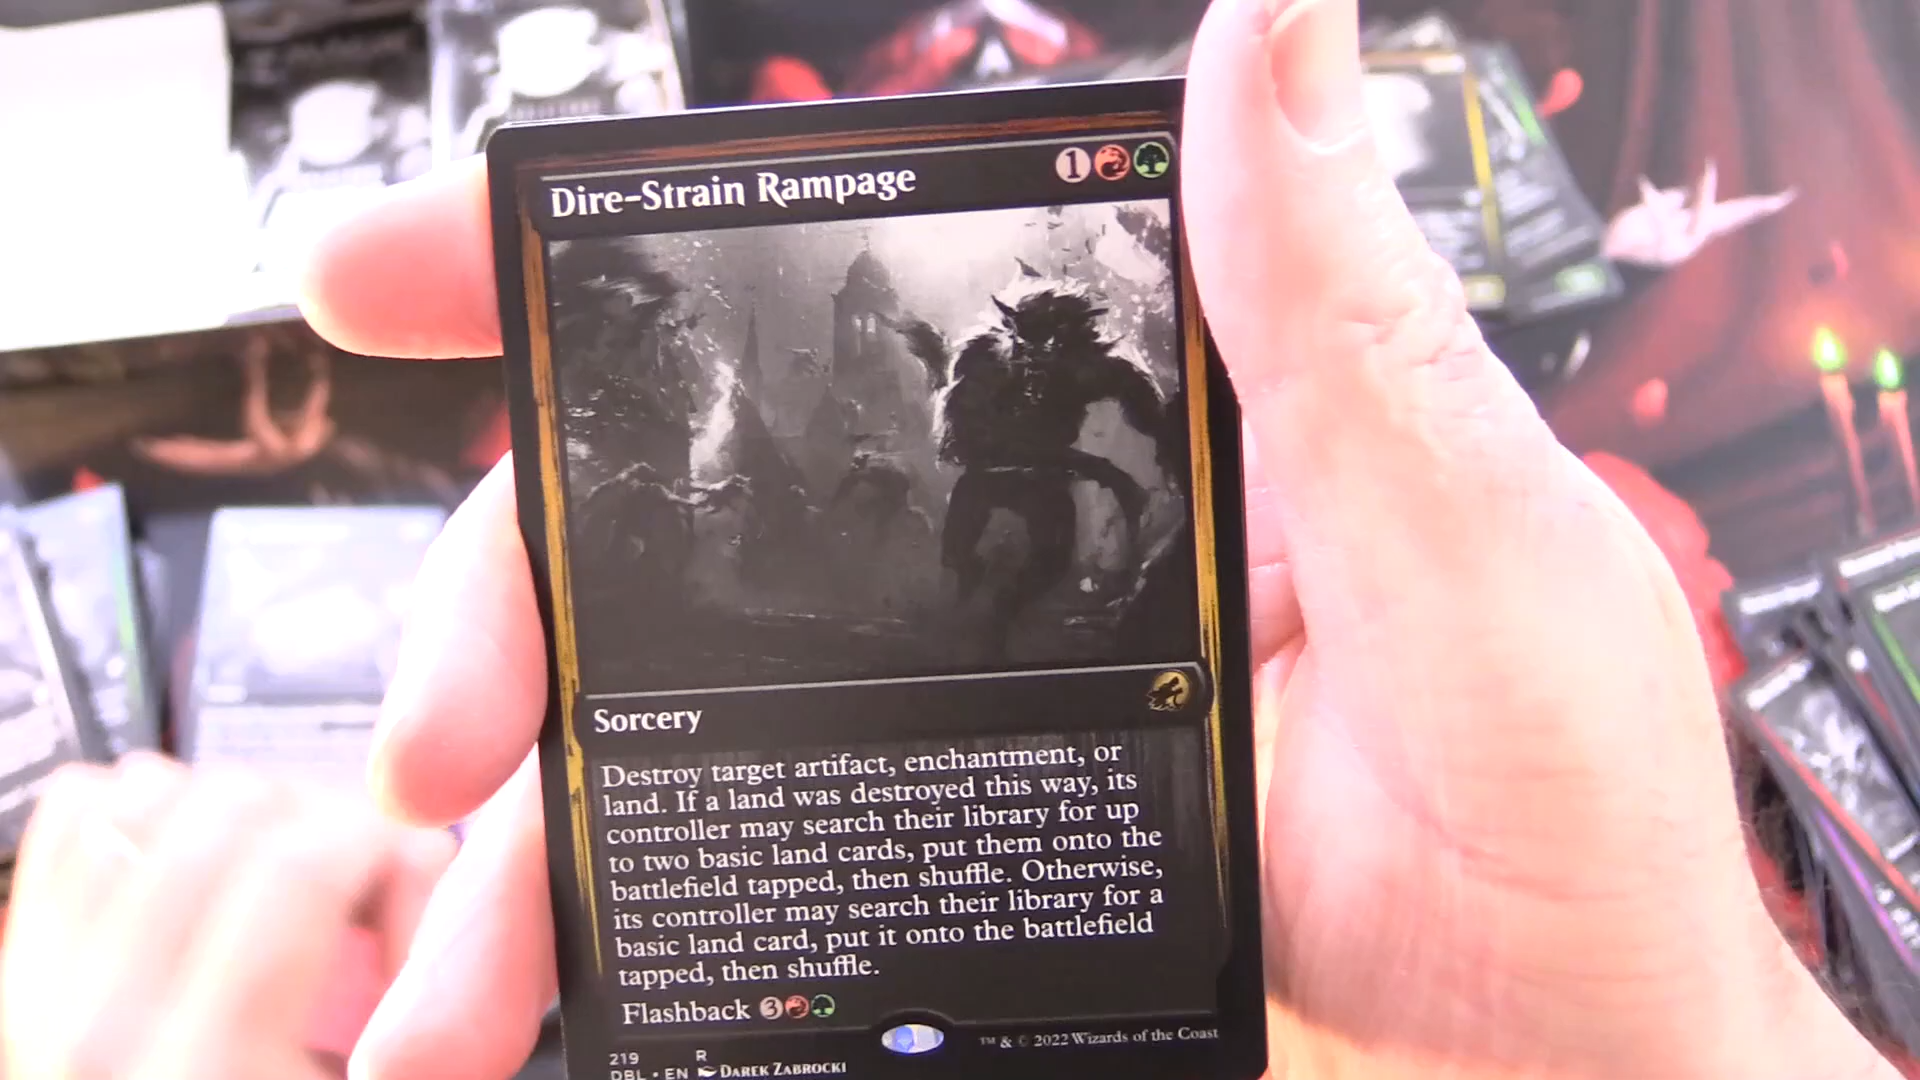 Dire-Strain Rampage 1
Sorcery
Destroy target artifact, enchantment, or
land. If a land was destroyed this way, its
controller may search their library for up
to two basic land cards, put them onto the
battlefield tapped, then shuffle. Otherwise,
its controller may search their library for a
basic land card, put it onto the battlefield
tapped, then shuffle.
Flashback 3
219 R
DBL • EN DAREK ZABROCKI
™ & © 2022 Wizards of the Coast